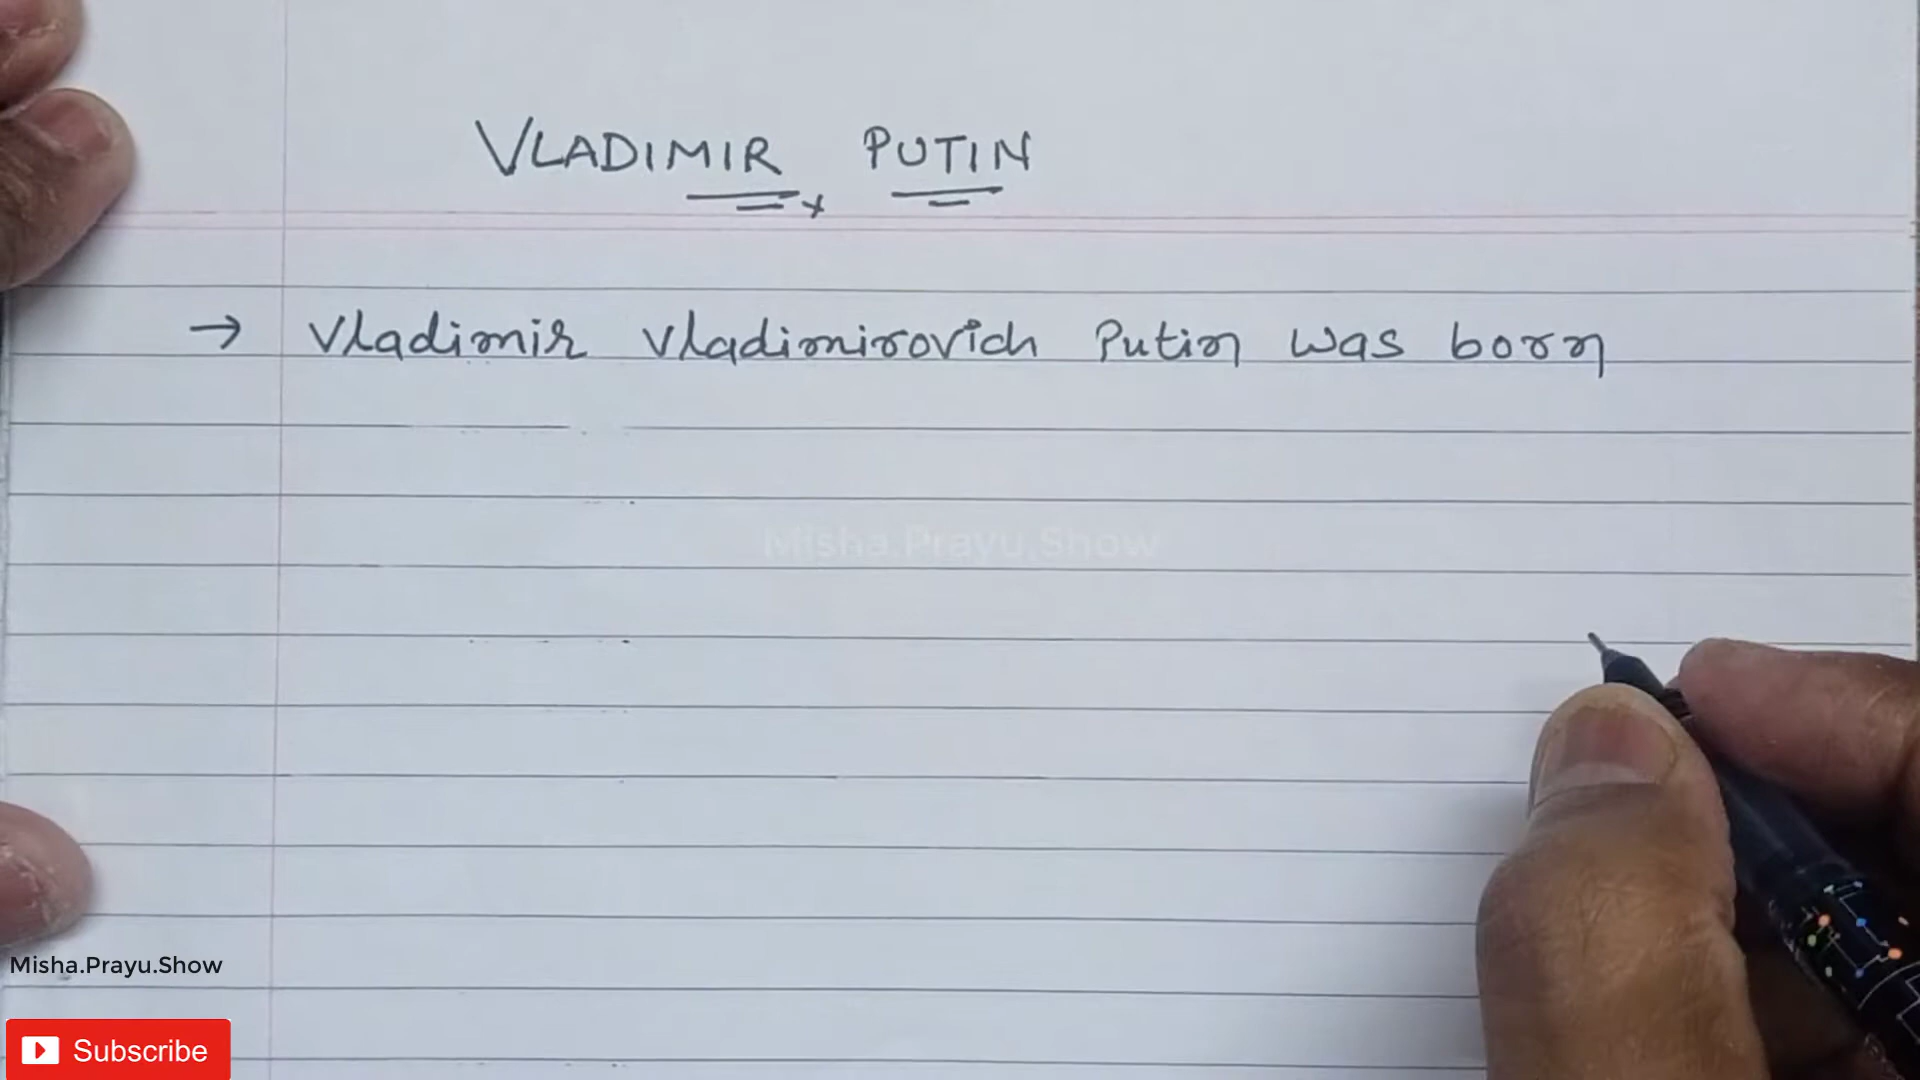 VLADIMIR PUTIN
→ Vladimir Vladimirovich Putin was born
Misha.Prayu.Show
Misha.Prayu.Show
Subscribe